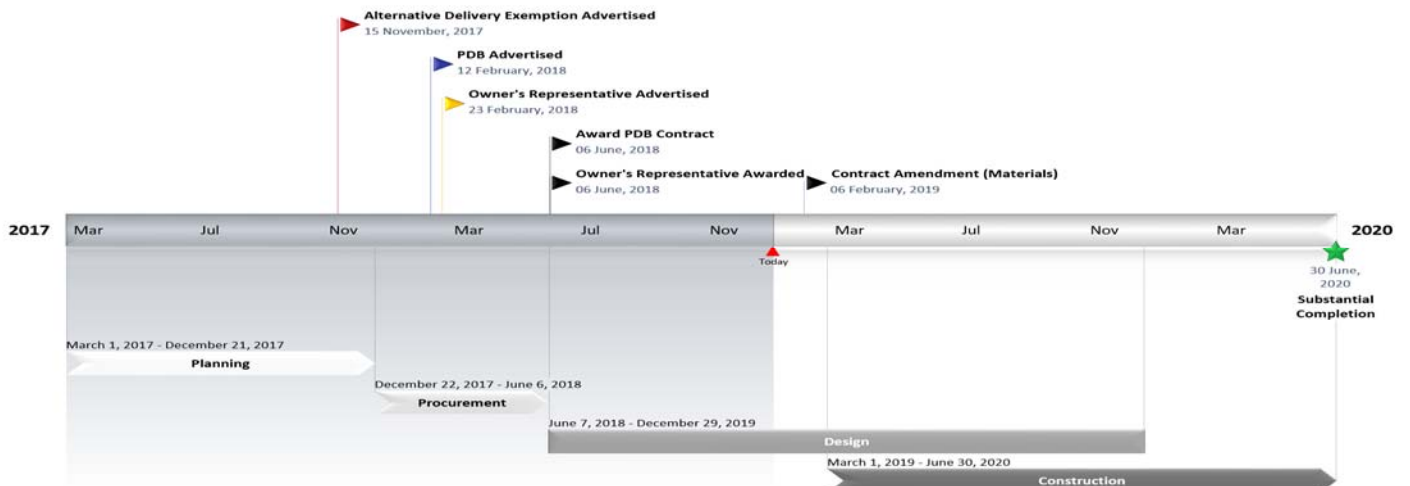 Alternative Delivery Exemption Advertised
15 November, 2017
PDB Advertised
12 February, 2018
Owner's Representative Advertised
23 February, 2018
Award PDB Contract
06 June, 2018
Owner's Representative Awarded
06 June, 2018
Contract Amendment (Materials)
06 February, 2019
2017 Mar Jul Nov Mar Jul Nov Mar Jul Nov Mar 2020
Today
30 June,
2020
Substantial
Completion
March 1, 2017 - December 21, 2017
Planning
December 22, 2017 - June 6, 2018
Procurement
June 7, 2018 - December 29, 2019
Design
March 1, 2019 - June 30, 2020
Construction